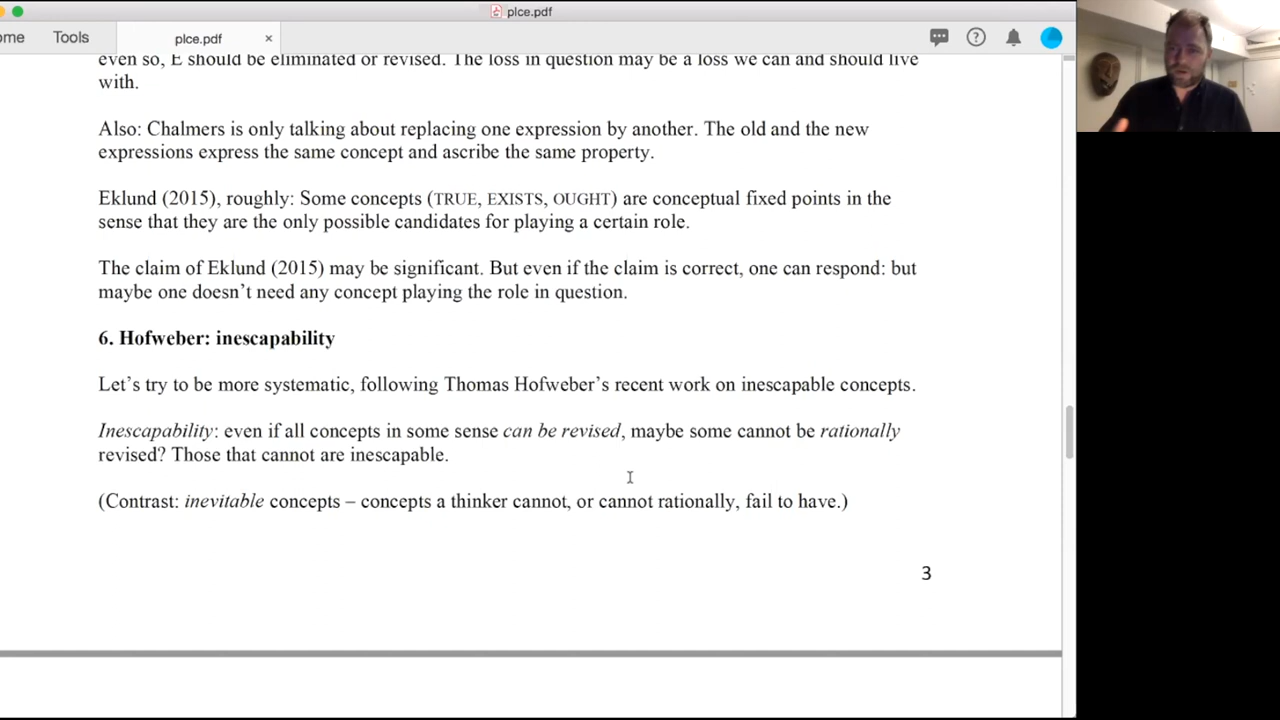 plce.pdf
ome Tools plce.pdf ×
even so, E should be eliminated or revised. The loss in question may be a loss we can and should live
with.
Also: Chalmers is only talking about replacing one expression by another. The old and the new
expressions express the same concept and ascribe the same property.
Eklund (2015), roughly: Some concepts (TRUE, EXISTS, OUGHT) are conceptual fixed points in the
sense that they are the only possible candidates for playing a certain role.
The claim of Eklund (2015) may be significant. But even if the claim is correct, one can respond: but
maybe one doesn’t need any concept playing the role in question.
6. Hofweber: inescapability
Let’s try to be more systematic, following Thomas Hofweber’s recent work on inescapable concepts.
Inescapability: even if all concepts in some sense can be revised, maybe some cannot be rationally
revised? Those that cannot are inescapable.
(Contrast: inevitable concepts – concepts a thinker cannot, or cannot rationally, fail to have.)
3